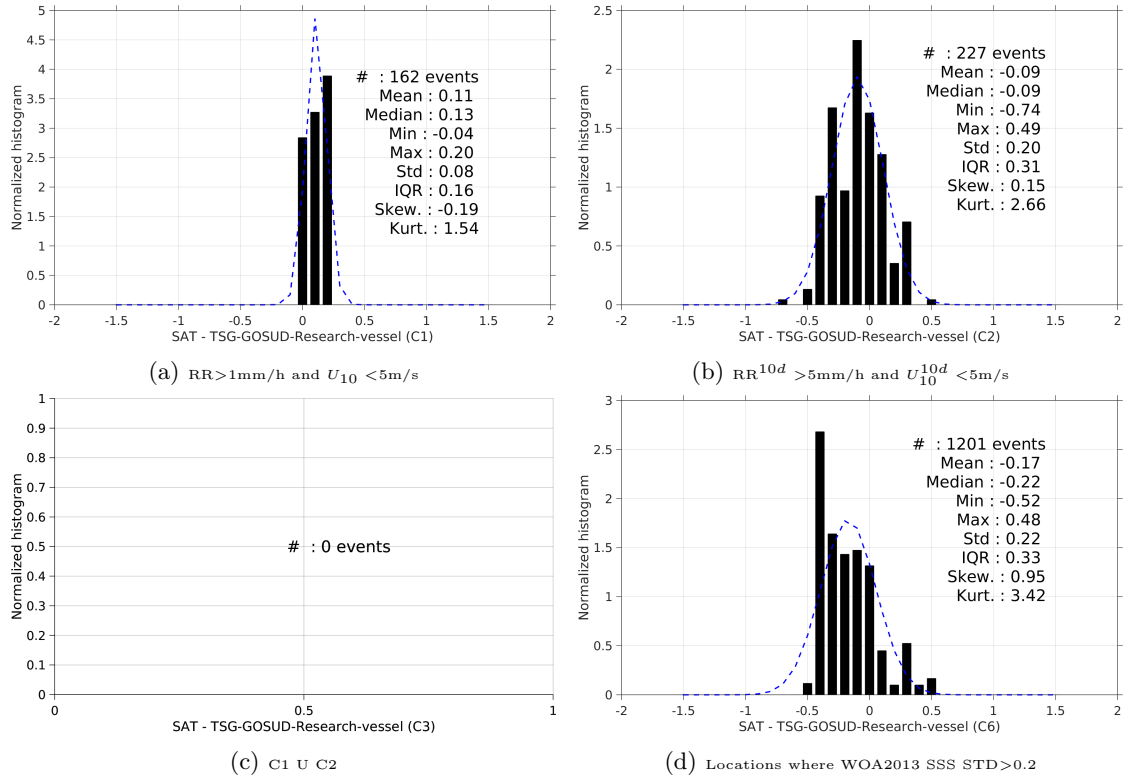 5
4.5
4
3.5
3
2.5
2
1.5
1
0.5
0
Normalized histogram
# : 162 events
Mean : 0.11
Median : 0.13
Min : -0.04
Max : 0.20
Std : 0.08
IQR : 0.16
Skew. : -0.19
Kurt. : 1.54
-2 -1.5 -1 -0.5 0 0.5 1 1.5 2
SAT - TSG-GOSUD-Research-vessel (C1)
(a) RR>1mm/h and U10 <5m/s
2.5
2
1.5
1
0.5
0
Normalized histogram
# : 227 events
Mean : -0.09
Median : -0.09
Min : -0.74
Max : 0.49
Std : 0.20
IQR : 0.31
Skew. : 0.15
Kurt. : 2.66
-2 -1.5 -1 -0.5 0 0.5 1 1.5 2
SAT - TSG-GOSUD-Research-vessel (C2)
(b) RR^10d >5mm/h and U10^10d <5m/s
1
0.9
0.8
0.7
0.6
0.5
0.4
0.3
0.2
0.1
0
Normalized histogram
# : 0 events
0 0.5 1
SAT - TSG-GOSUD-Research-vessel (C3)
(c) C1 U C2
3
2.5
2
1.5
1
0.5
0
Normalized histogram
# : 1201 events
Mean : -0.17
Median : -0.22
Min : -0.52
Max : 0.48
Std : 0.22
IQR : 0.33
Skew. : 0.95
Kurt. : 3.42
-2 -1.5 -1 -0.5 0 0.5 1 1.5 2
SAT - TSG-GOSUD-Research-vessel (C6)
(d) Locations where WOA2013 SSS STD>0.2